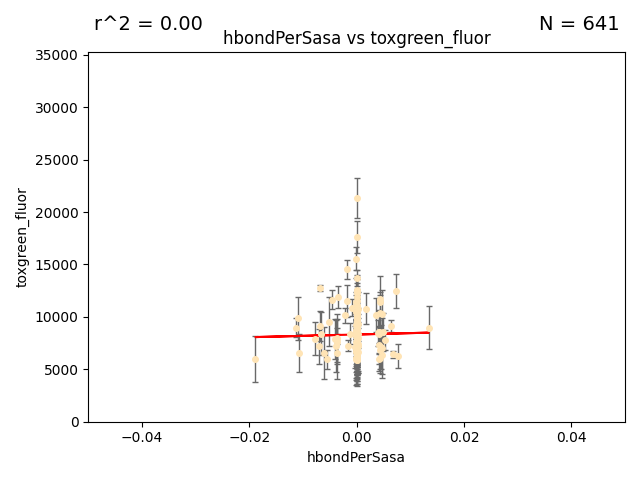 r^2 = 0.00
N = 641
hbondPerSasa vs toxgreen_fluor
35000
30000
25000
20000
15000
10000
5000
0
toxgreen_fluor
−0.04
−0.02
0.00
0.02
0.04
hbondPerSasa